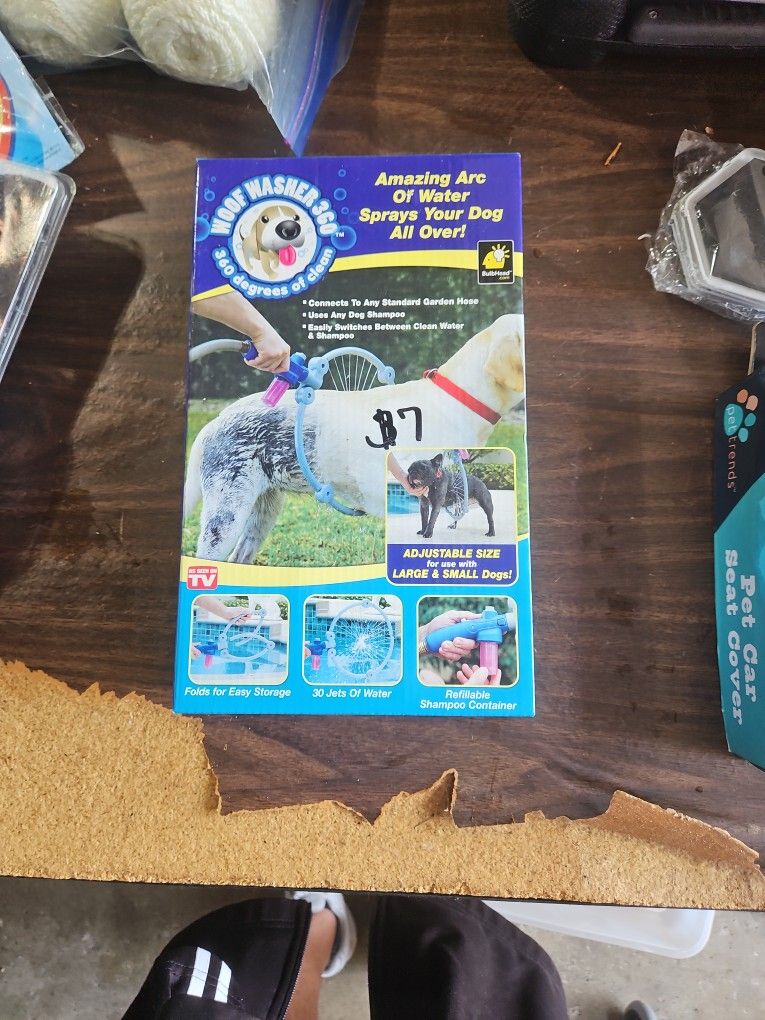 WOOF WASHER 360™
360 degrees of clean
Amazing Arc
Of Water
Sprays Your Dog
All Over!
BulbHead
.com
▪ Connects To Any Standard Garden Hose
▪ Uses Any Dog Shampoo
▪ Easily Switches Between Clean Water
& Shampoo
$7
ADJUSTABLE SIZE
for use with
LARGE & SMALL Dogs!
AS SEEN ON
TV
Folds for Easy Storage
30 Jets Of Water
Refillable
Shampoo Container
pet
trends™
Pet Car
Seat Cover